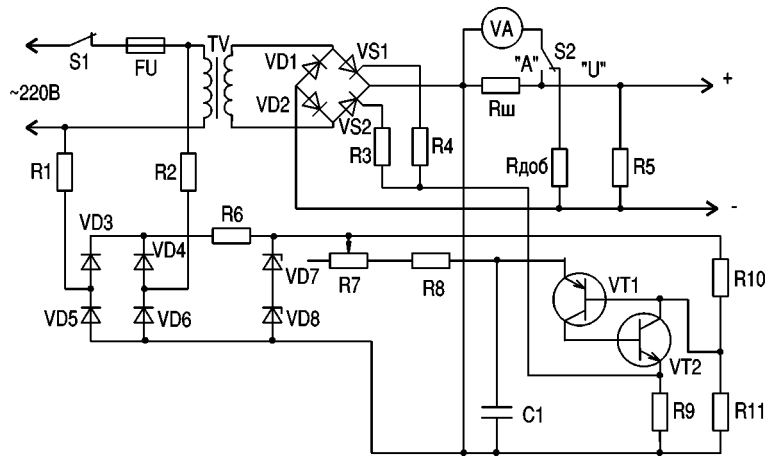 VA
S1
FU
TV
VD1
VS1
S2
"A"
"U"
+
~220В
VD2
VS2
Rш
R3
R4
Rдоб
R5
R1
R2
-
VD3
VD4
R6
VD7
R7
R8
VT1
R10
VD5
VD6
VD8
VT2
C1
R9
R11